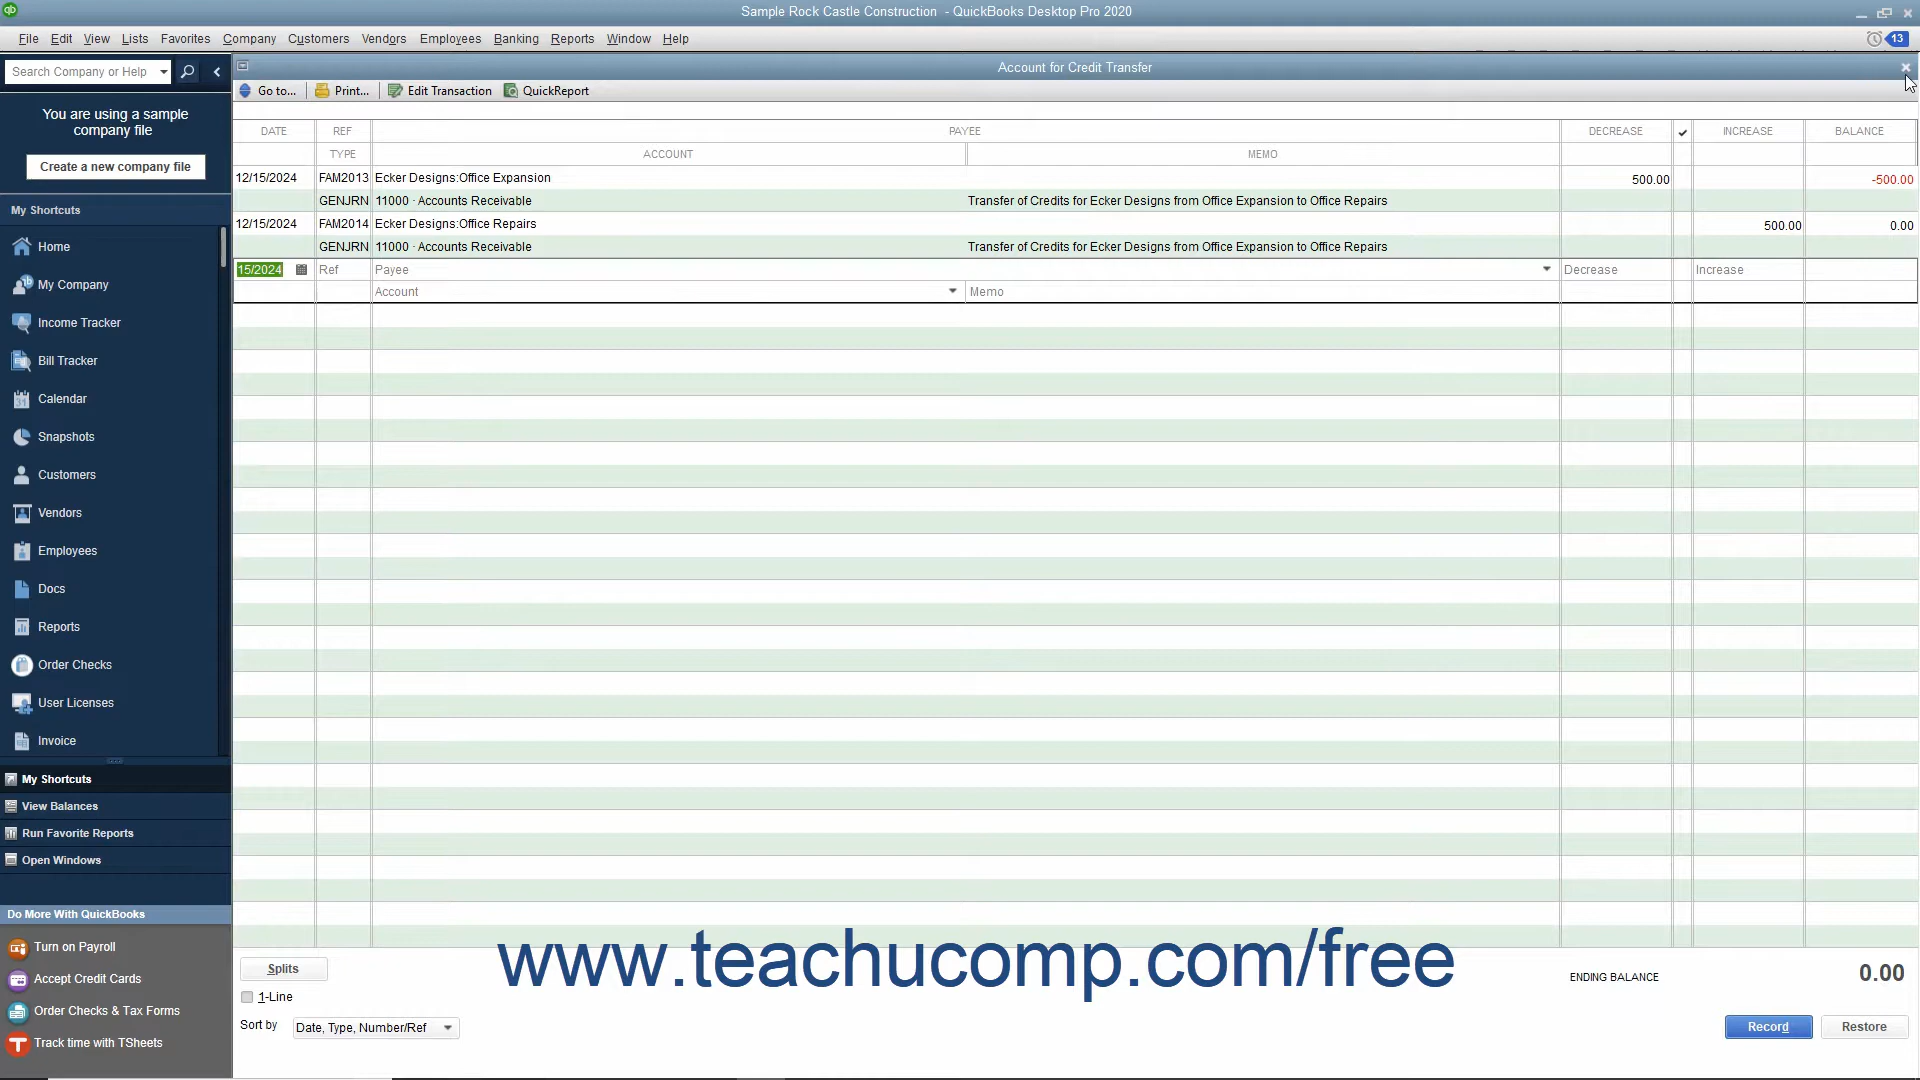 Sample Rock Castle Construction - QuickBooks Desktop Pro 2020
File Edit View Lists Favorites Company Customers Vendors Employees Banking Reports Window Help
13
Search Company or Help
Account for Credit Transfer
Go to... Print... Edit Transaction QuickReport
You are using a sample
company file
Create a new company file
My Shortcuts
Home
My Company
Income Tracker
Bill Tracker
Calendar
Snapshots
Customers
Vendors
Employees
Docs
Reports
Order Checks
User Licenses
Invoice
My Shortcuts
View Balances
Run Favorite Reports
Open Windows
Do More With QuickBooks
Turn on Payroll
Accept Credit Cards
Order Checks & Tax Forms
Track time with TSheets
DATE REF PAYEE DECREASE ✓ INCREASE BALANCE
TYPE ACCOUNT MEMO
12/15/2024 FAM2013 Ecker Designs:Office Expansion 500.00 -500.00
GENJRN 11000 · Accounts Receivable Transfer of Credits for Ecker Designs from Office Expansion to Office Repairs
12/15/2024 FAM2014 Ecker Designs:Office Repairs 500.00 0.00
GENJRN 11000 · Accounts Receivable Transfer of Credits for Ecker Designs from Office Expansion to Office Repairs
15/2024 Ref Payee Decrease Increase
Account Memo
Splits
www.teachucomp.com/free
ENDING BALANCE 0.00
1-Line
Sort by Date, Type, Number/Ref
Record Restore